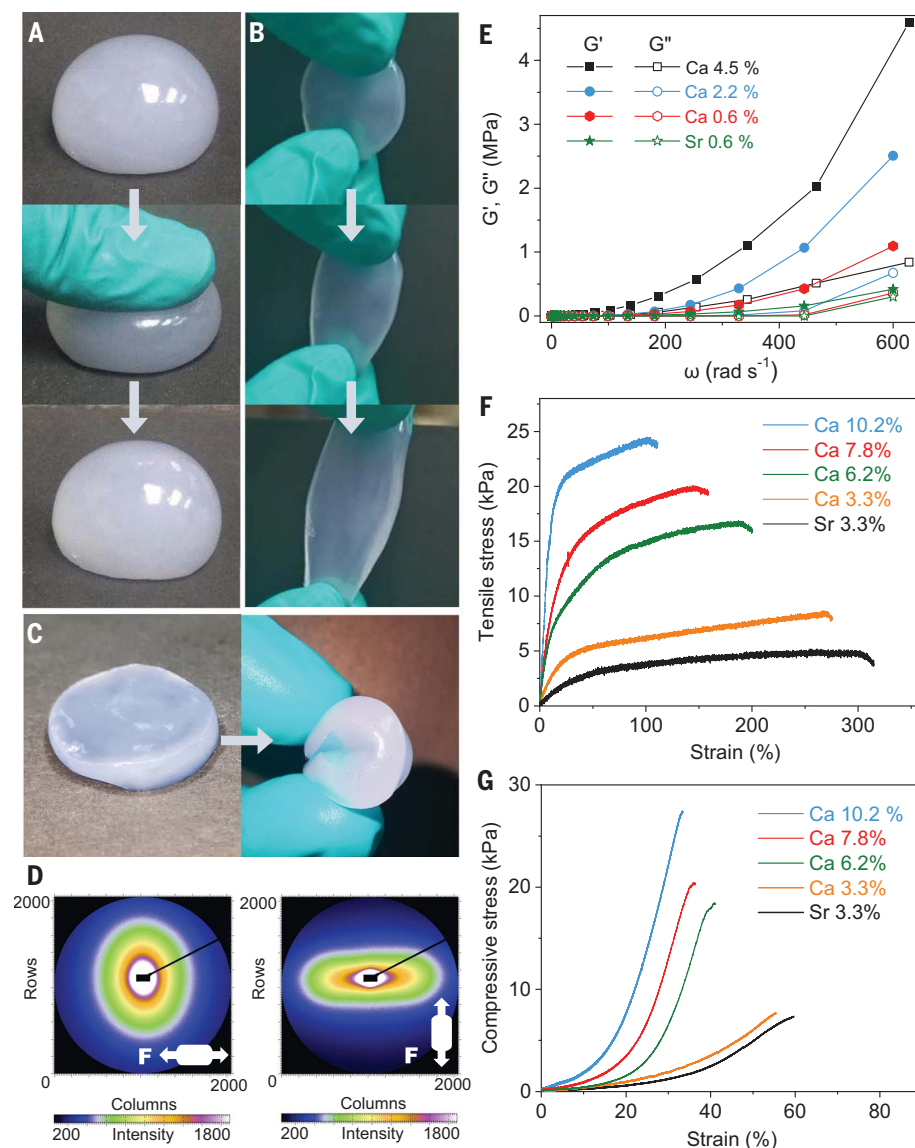 A
B
C
D
2000
Rows
0
F
2000
Columns
200 Intensity 1800
2000
Rows
0
F
2000
Columns
200 Intensity 1800
E
G' G"
Ca 4.5 %
Ca 2.2 %
Ca 0.6 %
Sr 0.6 %
G', G" (MPa)
4
3
2
1
0
0 200 400 600
ω (rad s⁻¹)
F
Ca 10.2%
Ca 7.8%
Ca 6.2%
Ca 3.3%
Sr 3.3%
Tensile stress (kPa)
25
20
15
10
5
0
0 100 200 300
Strain (%)
G
Ca 10.2 %
Ca 7.8%
Ca 6.2%
Ca 3.3%
Sr 3.3%
Compressive stress (kPa)
30
20
10
0
0 20 40 60 80
Strain (%)